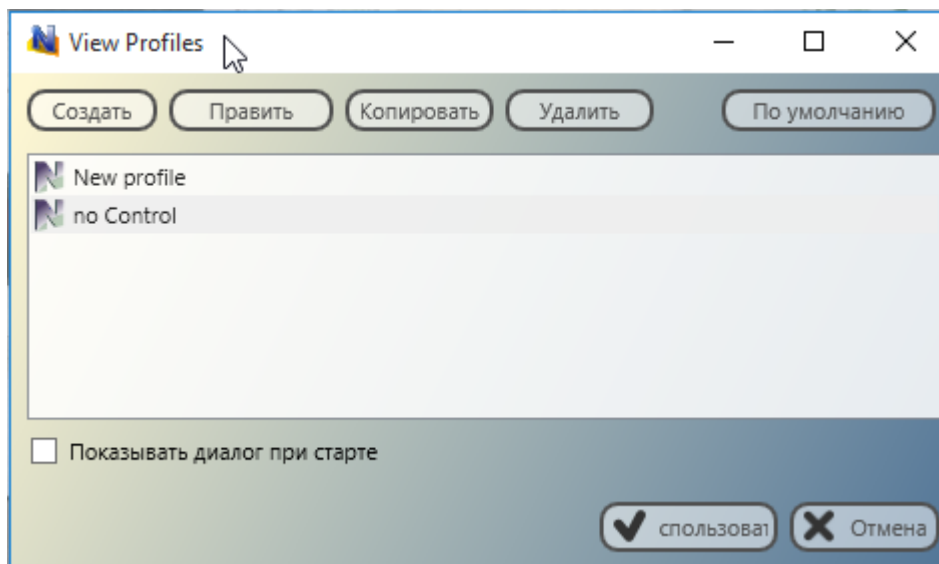 View Profiles
Создать Править Копировать Удалить По умолчанию
New profile
no Control
Показывать диалог при старте
спользоват Отмена